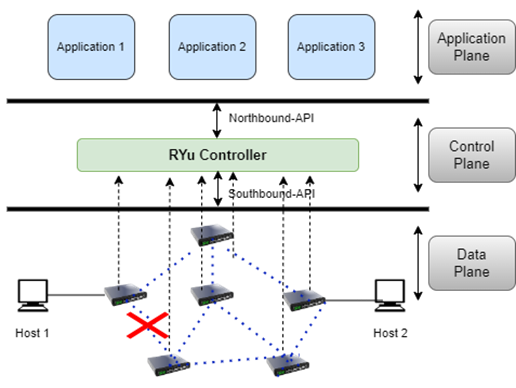 Application 1
Application 2
Application 3
Application
Plane
Northbound-API
RYu Controller
Control
Plane
Southbound-API
Data
Plane
Host 1
Host 2